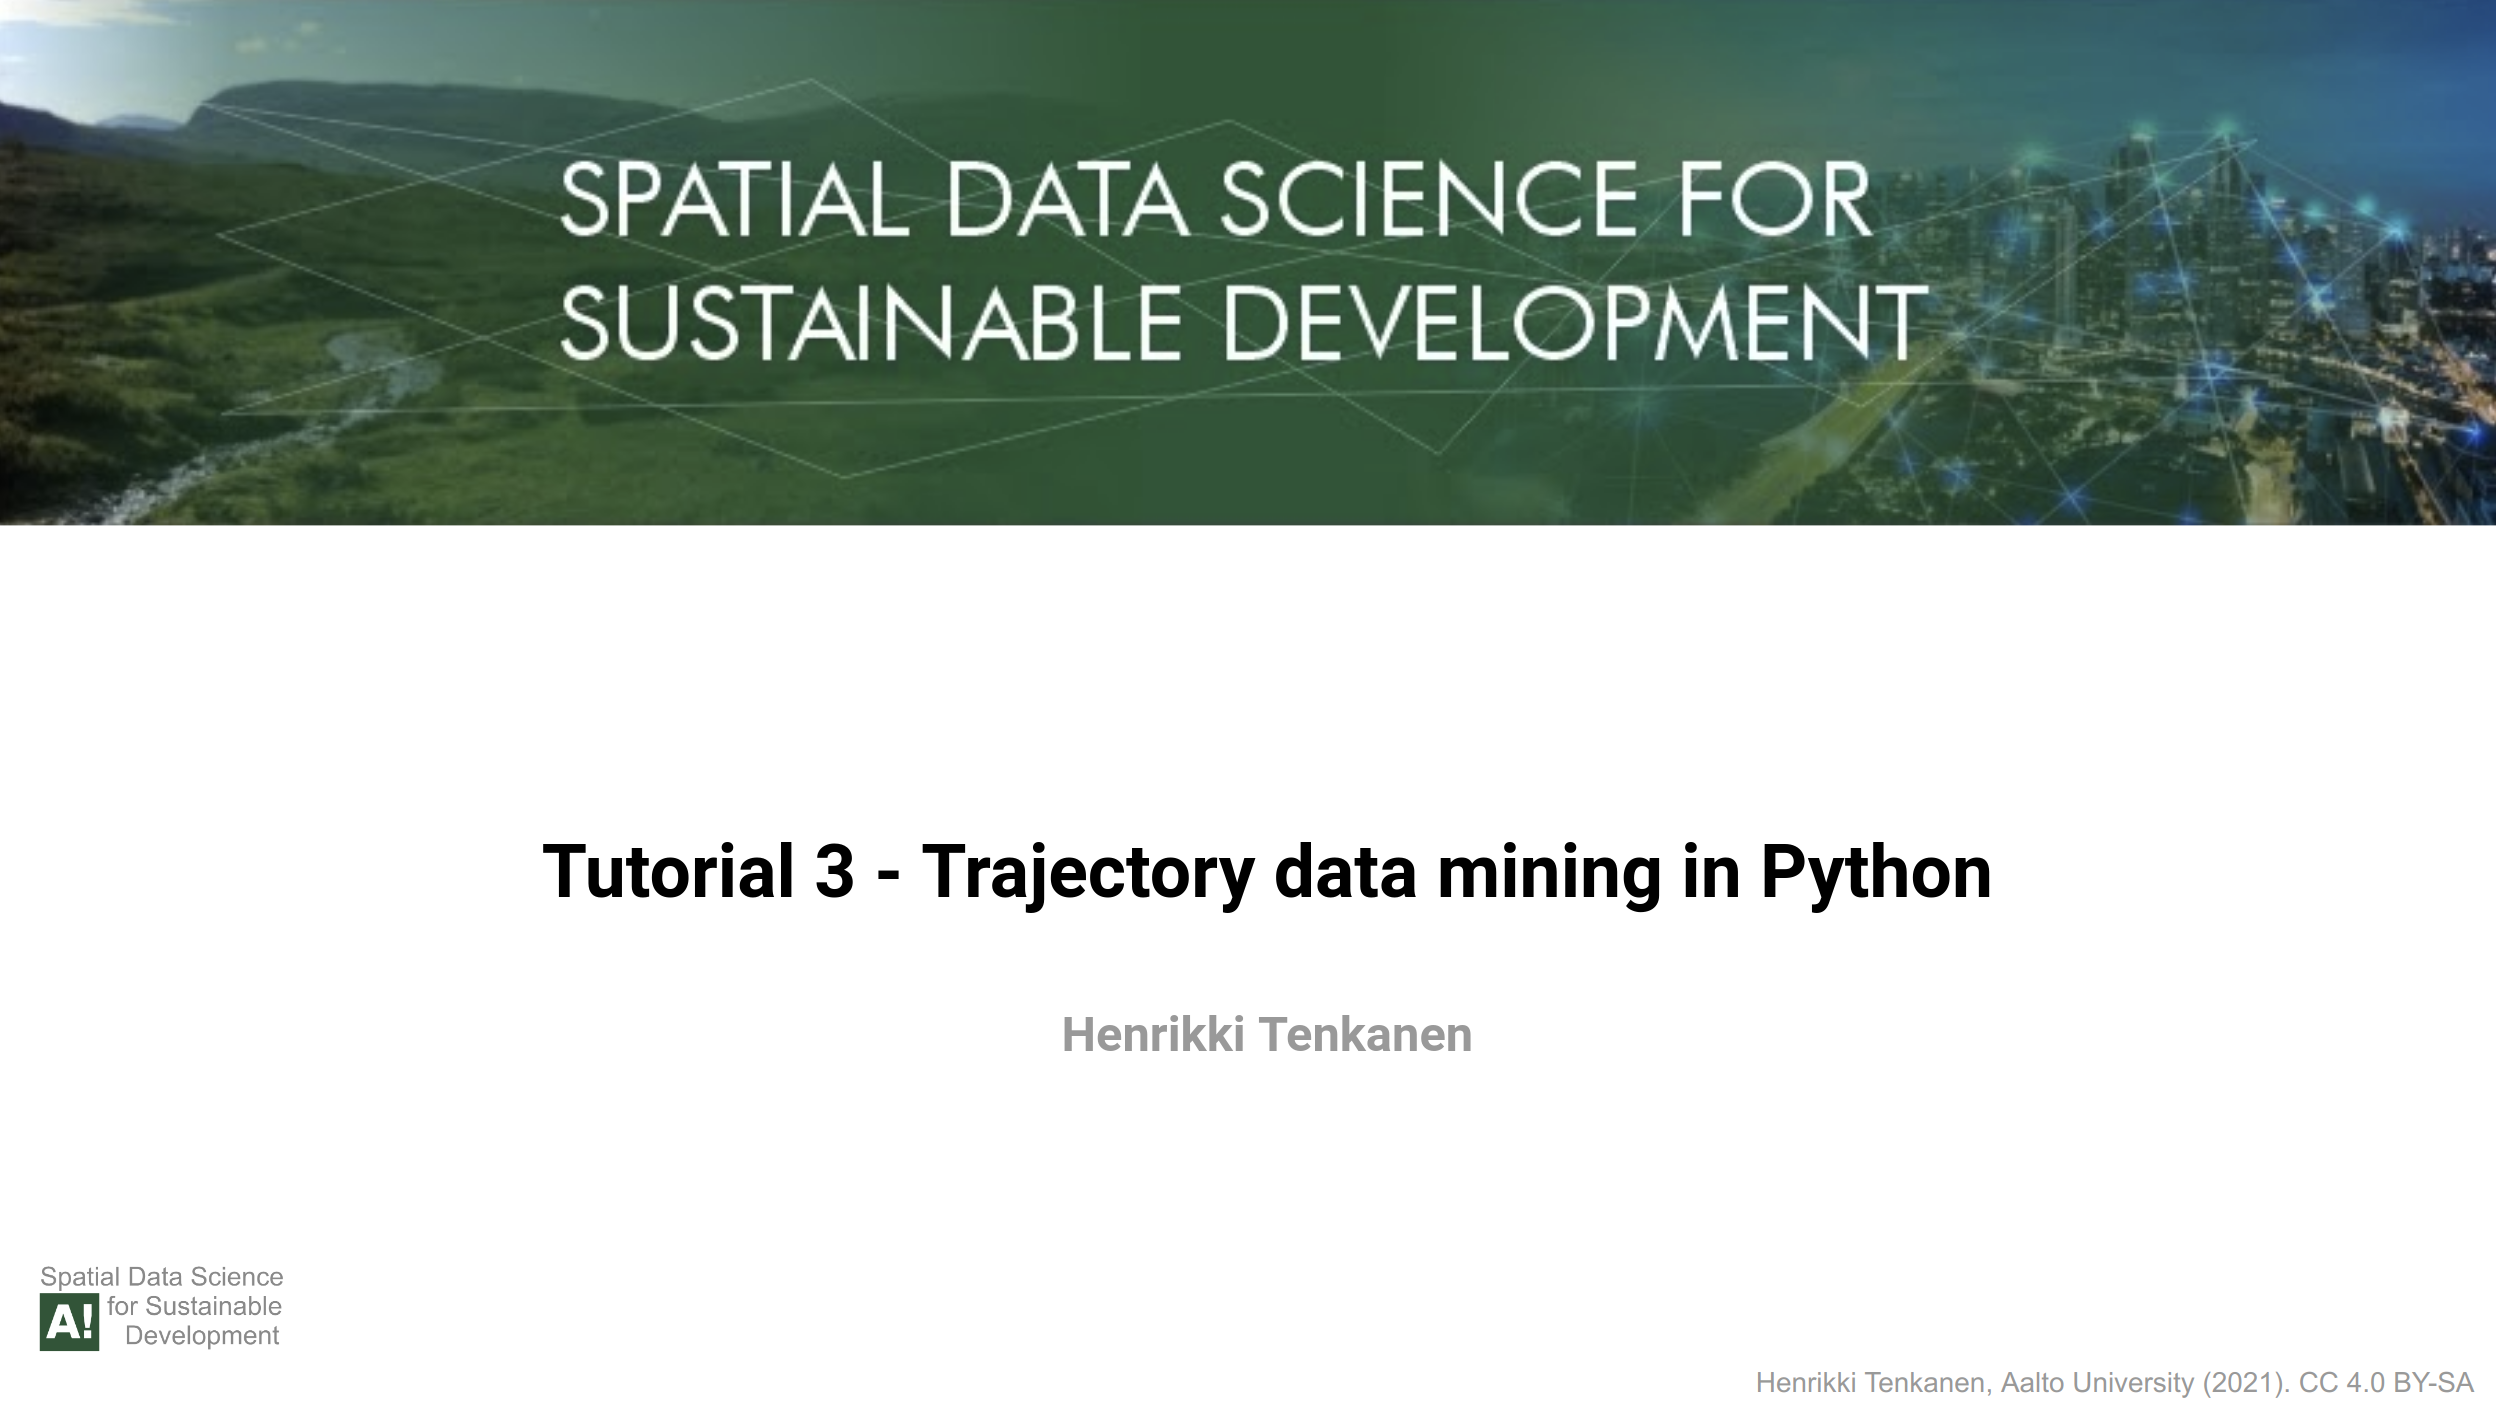 SPATIAL DATA SCIENCE FOR
SUSTAINABLE DEVELOPMENT
Tutorial 3 - Trajectory data mining in Python
Henrikki Tenkanen
Spatial Data Science
A! for Sustainable
Development
Henrikki Tenkanen, Aalto University (2021). CC 4.0 BY-SA